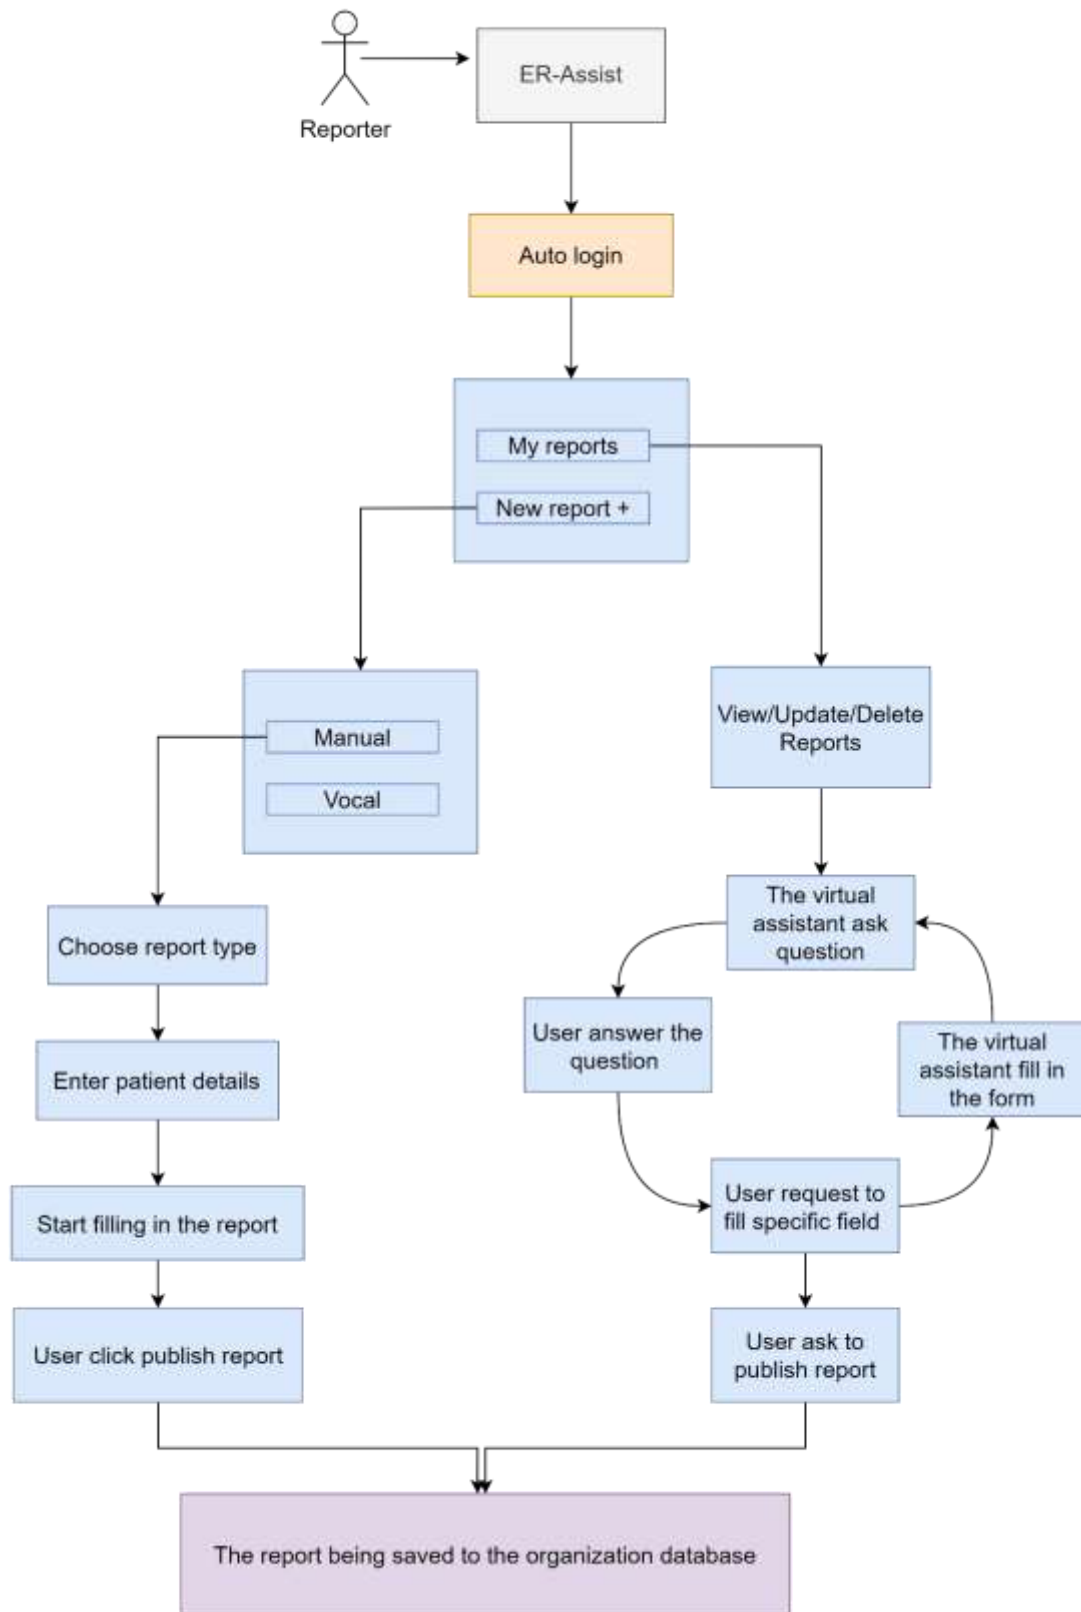 ER-Assist
Reporter
Auto login
My reports
New report +
Manual
Vocal
View/Update/Delete
Reports
The virtual
assistant ask
question
Choose report type
User answer the
question
The virtual
assistant fill in
the form
Enter patient details
User request to
fill specific field
Start filling in the report
User click publish report
User ask to
publish report
The report being saved to the organization database